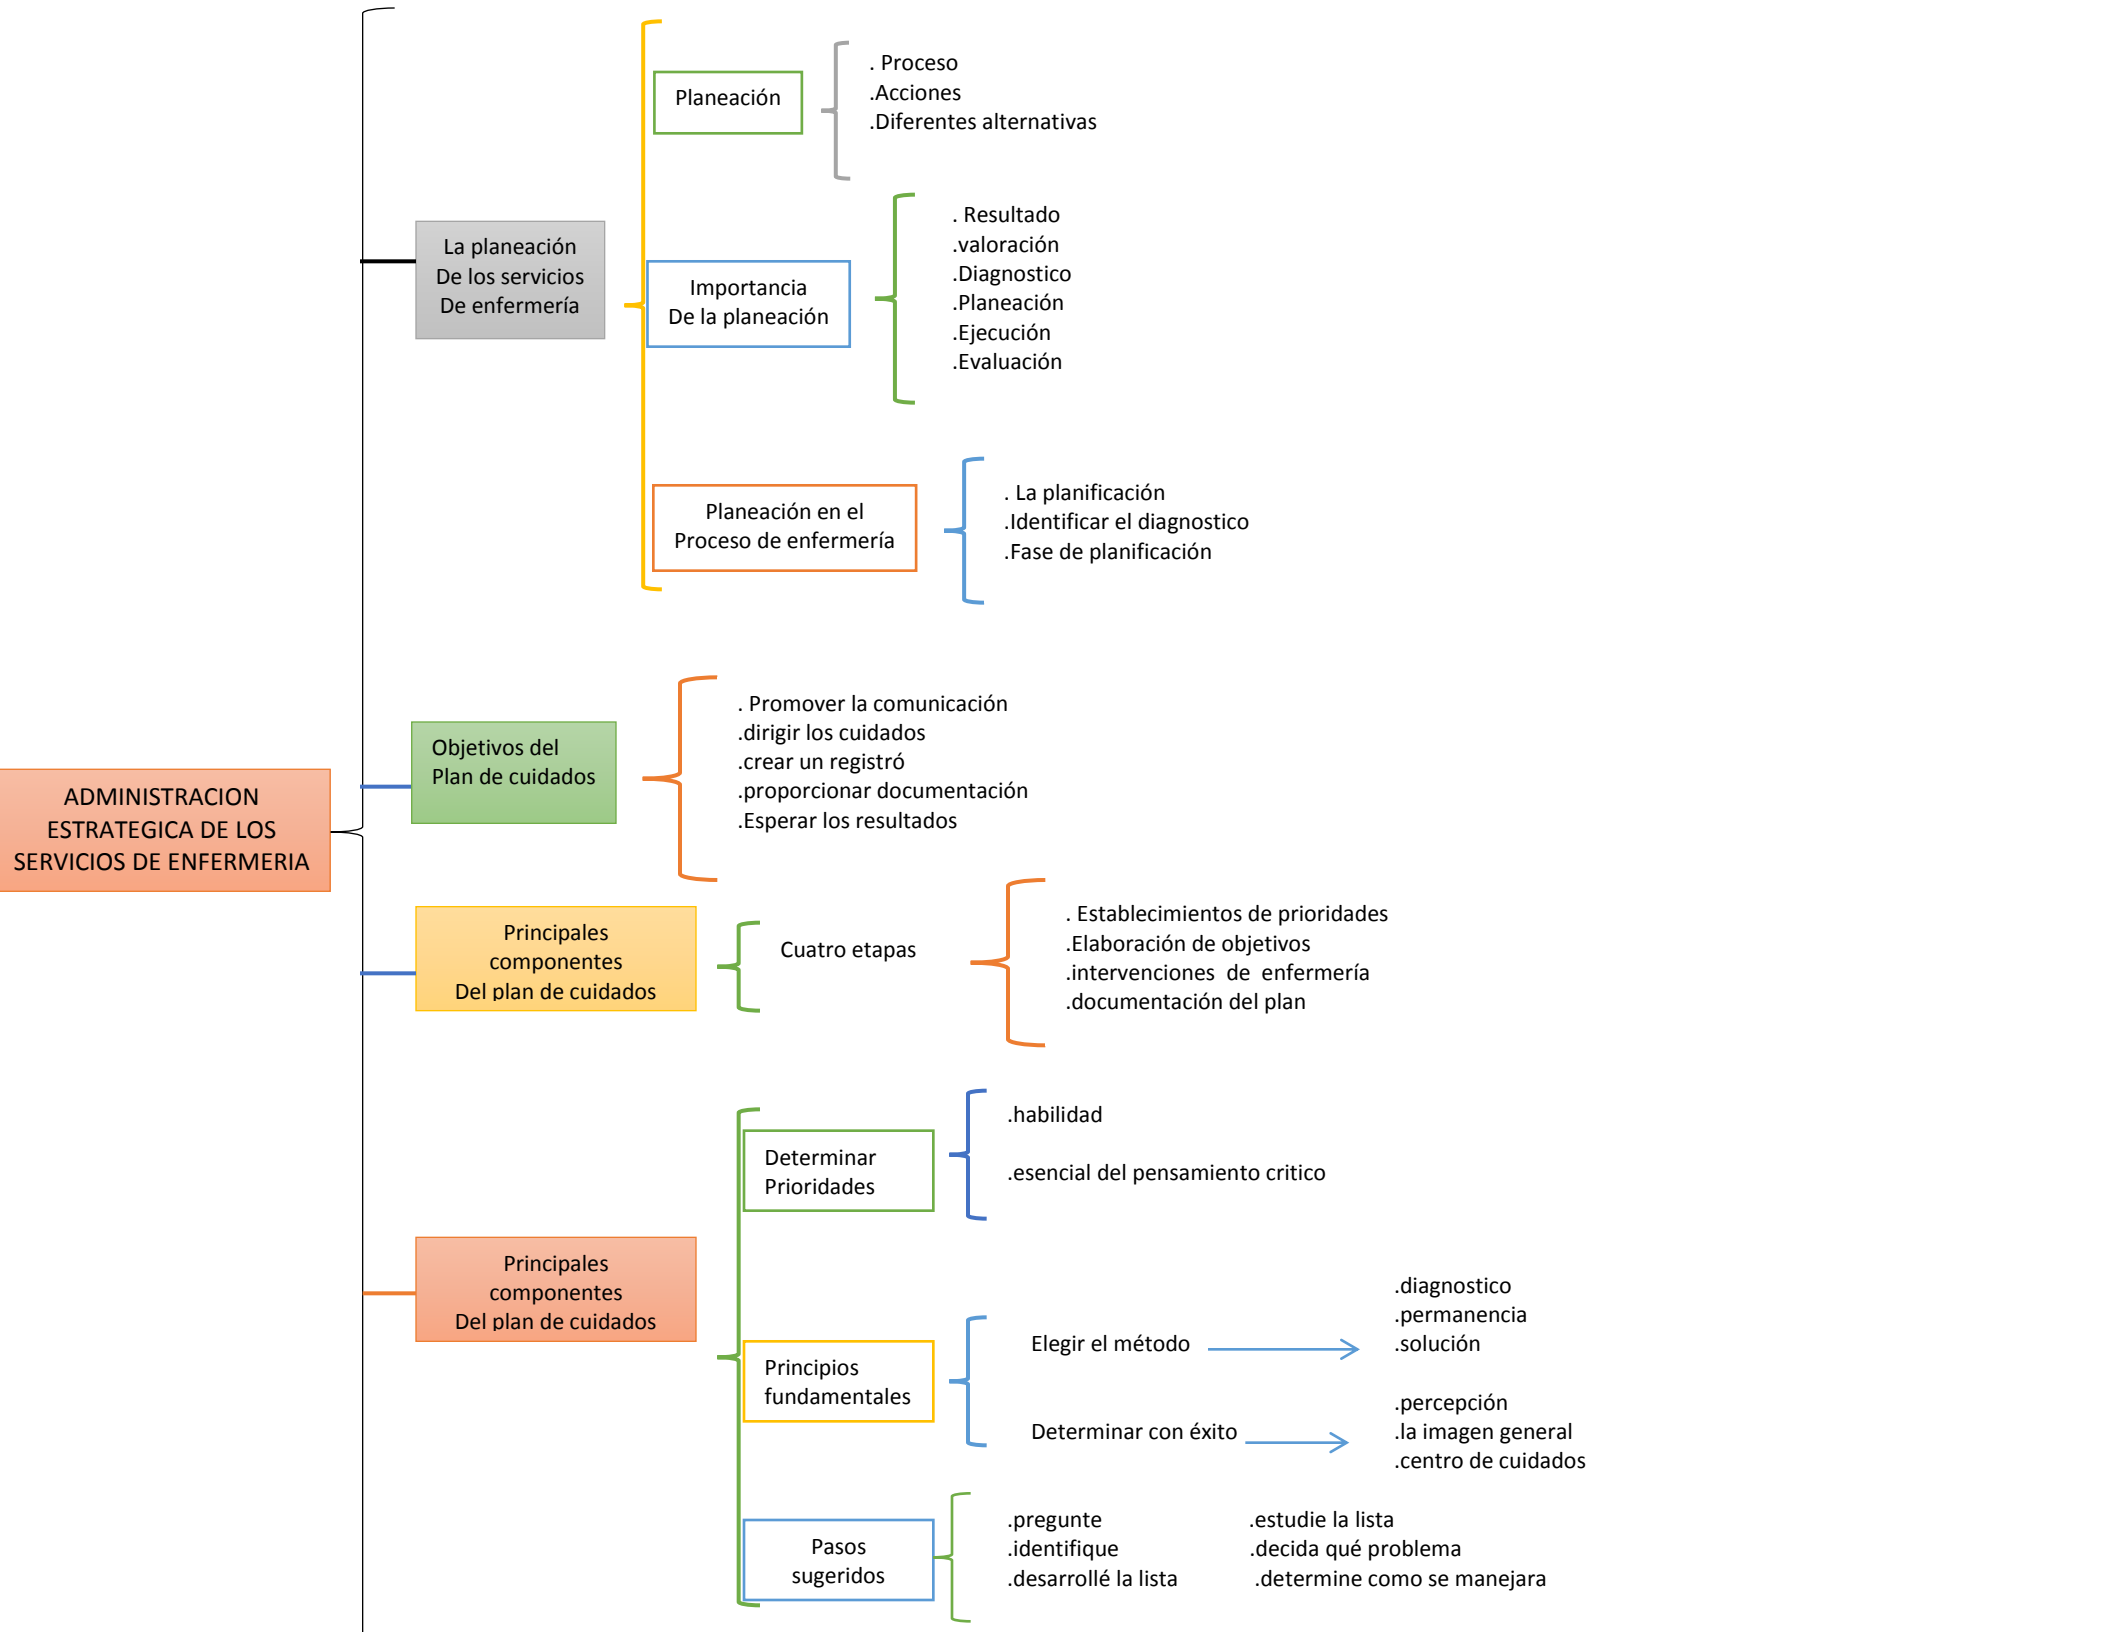 ADMINISTRACION
ESTRATEGICA DE LOS
SERVICIOS DE ENFERMERIA
La planeación
De los servicios
De enfermería
Planeación
. Proceso
.Acciones
.Diferentes alternativas
Importancia
De la planeación
. Resultado
.valoración
.Diagnostico
.Planeación
.Ejecución
.Evaluación
Planeación en el
Proceso de enfermería
. La planificación
.Identificar el diagnostico
.Fase de planificación
Objetivos del
Plan de cuidados
. Promover la comunicación
.dirigir los cuidados
.crear un registró
.proporcionar documentación
.Esperar los resultados
Principales
componentes
Del plan de cuidados
Cuatro etapas
. Establecimientos de prioridades
.Elaboración de objetivos
.intervenciones de enfermería
.documentación del plan
Principales
componentes
Del plan de cuidados
Determinar
Prioridades
.habilidad
.esencial del pensamiento critico
Principios
fundamentales
Elegir el método
.diagnostico
.permanencia
.solución
Determinar con éxito
.percepción
.la imagen general
.centro de cuidados
Pasos
sugeridos
.pregunte
.identifique
.desarrollé la lista
.estudie la lista
.decida qué problema
.determine como se manejara